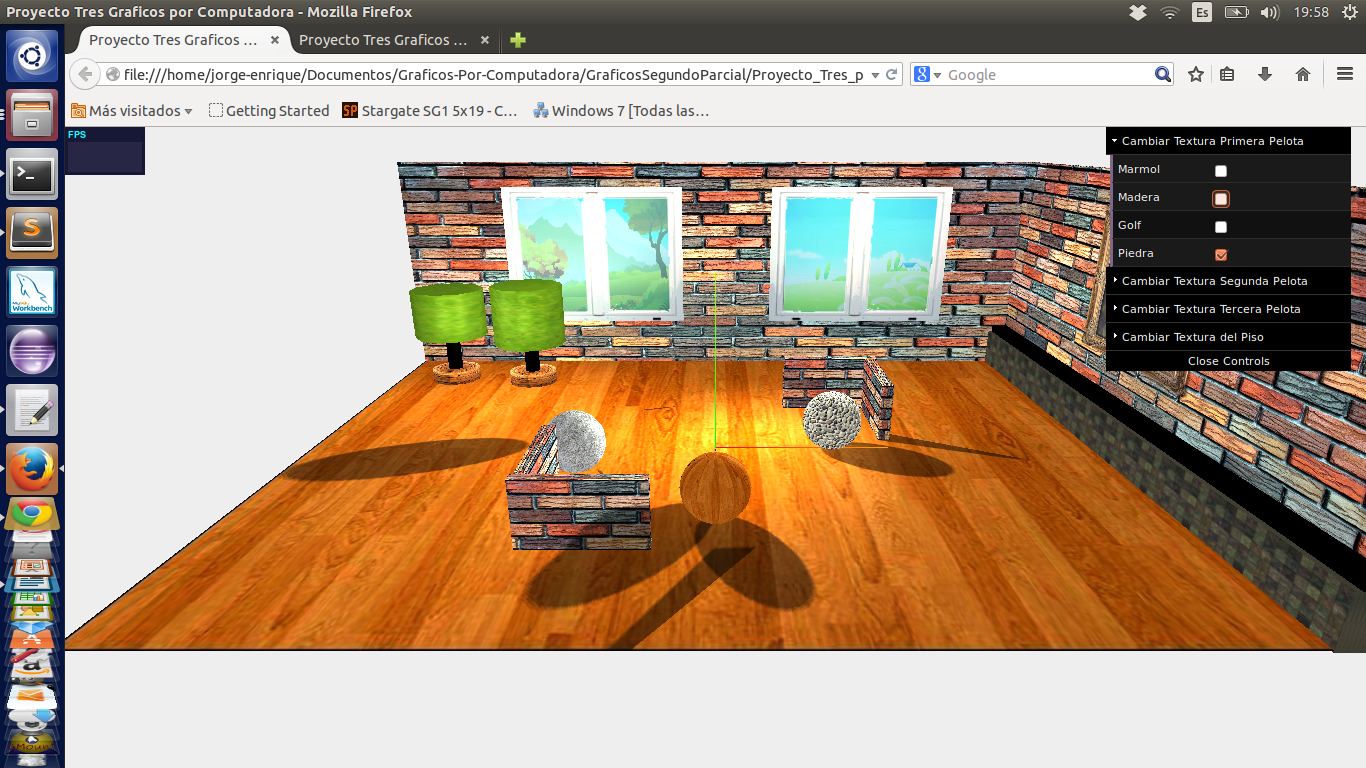 Proyecto Tres Graficos por Computadora - Mozilla Firefox
Es
19:58
Proyecto Tres Graficos …
Proyecto Tres Graficos por …
file:///home/jorge-enrique/Documentos/Graficos-Por-Computadora/GraficosSegundoParcial/Proyecto_Tres_p
Google
Más visitados
Getting Started
SP Stargate SG1 5x19 - C…
Windows 7 [Todas las…
FPS
Cambiar Textura Primera Pelota
Marmol
Madera
Golf
Piedra
Cambiar Textura Segunda Pelota
Cambiar Textura Tercera Pelota
Cambiar Textura del Piso
Close Controls
Workbench